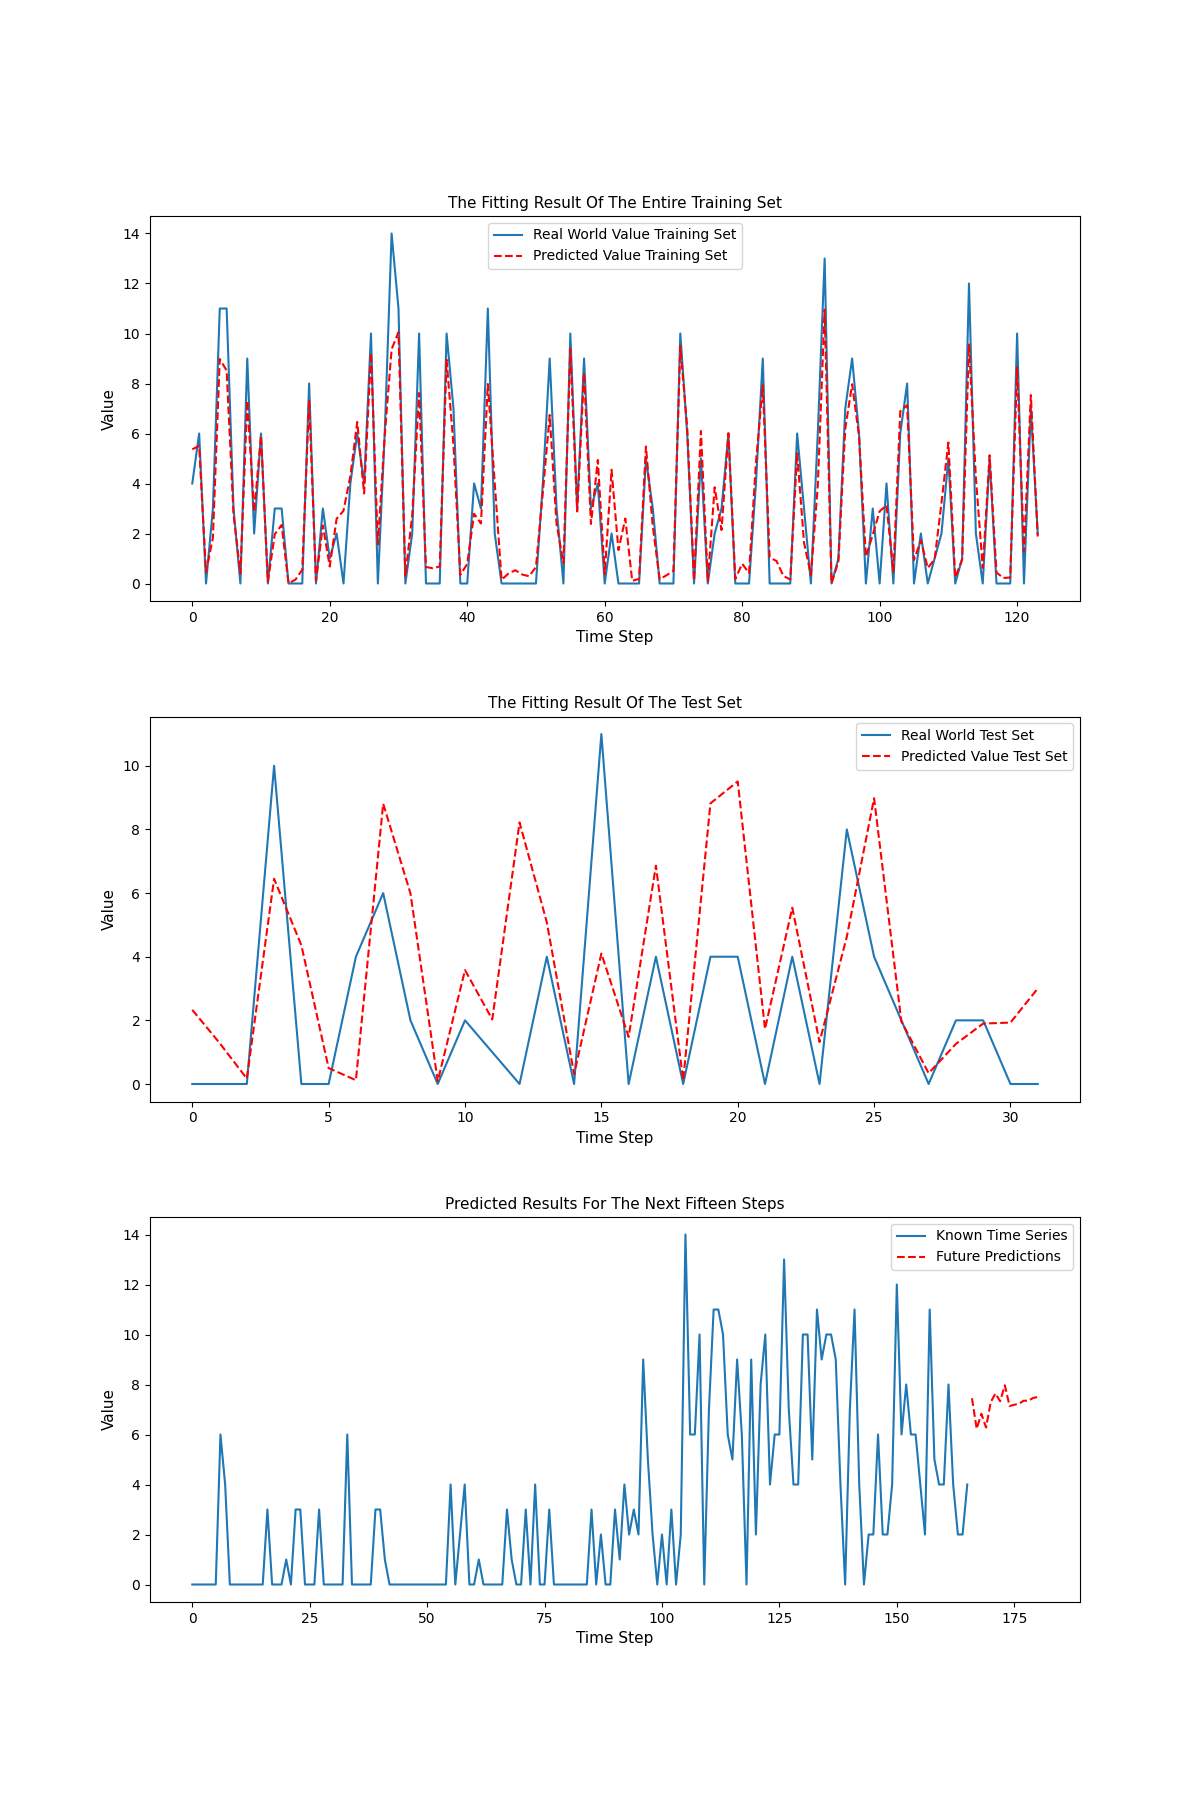 The Fitting Result Of The Entire Training Set
Real World Value Training Set
Predicted Value Training Set
14
12
10
8
6
4
2
0
Value
0 20 40 60 80 100 120
Time Step
The Fitting Result Of The Test Set
Real World Test Set
Predicted Value Test Set
10
8
6
4
2
0
Value
0 5 10 15 20 25 30
Time Step
Predicted Results For The Next Fifteen Steps
Known Time Series
Future Predictions
14
12
10
8
6
4
2
0
Value
0 25 50 75 100 125 150 175
Time Step